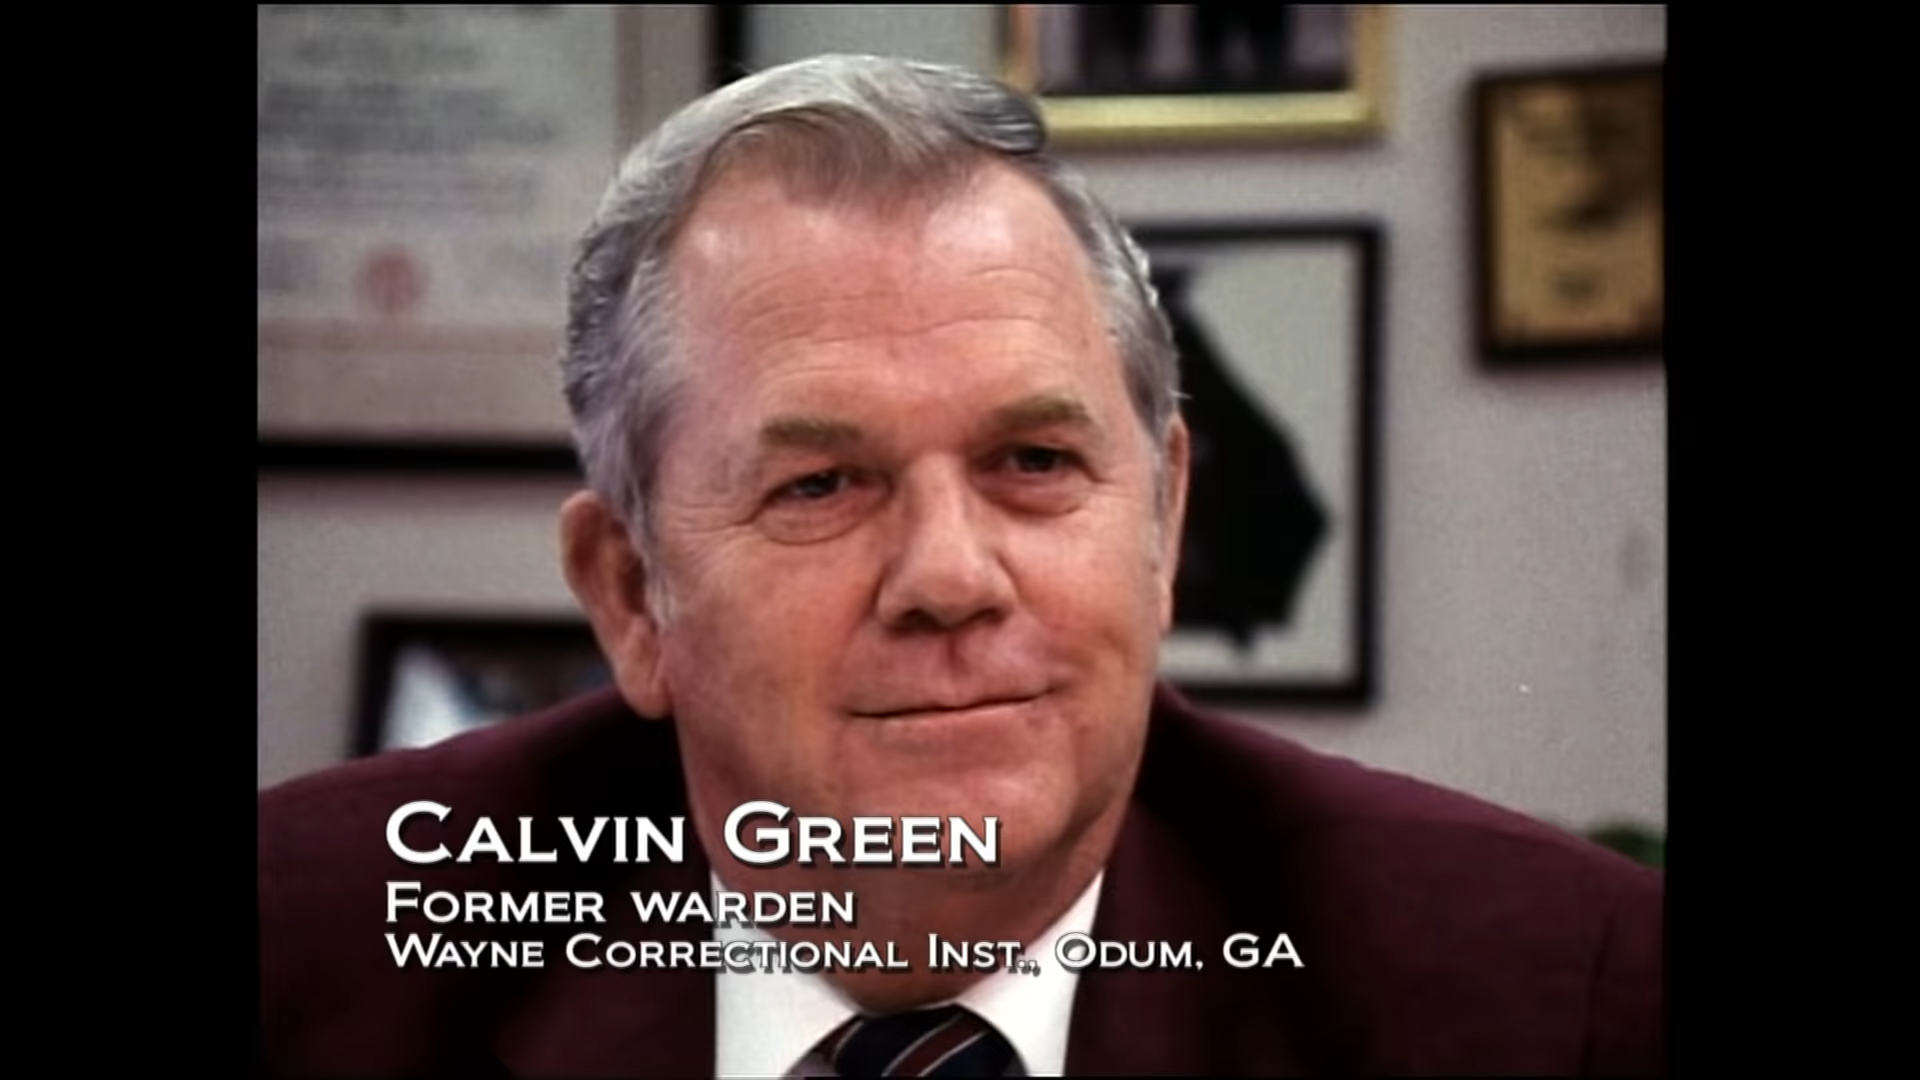 Calvin Green
Former warden
Wayne Correctional Inst., Odum, GA